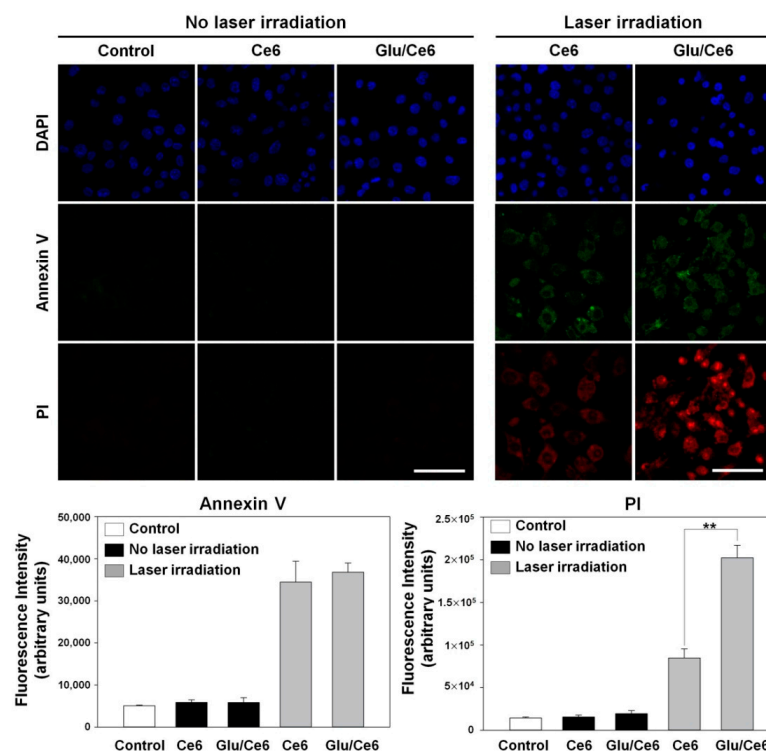 No laser irradiation
Laser irradiation
Control
Ce6
Glu/Ce6
Ce6
Glu/Ce6
DAPI
Annexin V
PI
Annexin V
Fluorescence Intensity
(arbitrary units)
50,000
40,000
30,000
20,000
10,000
0
Control
No laser irradiation
Laser irradiation
Control
Ce6
Glu/Ce6
Ce6
Glu/Ce6
PI
Fluorescence Intensity
(arbitrary units)
2.5×10⁵
2×10⁵
1.5×10⁵
1×10⁵
5×10⁴
0
Control
No laser irradiation
Laser irradiation
**
Control
Ce6
Glu/Ce6
Ce6
Glu/Ce6